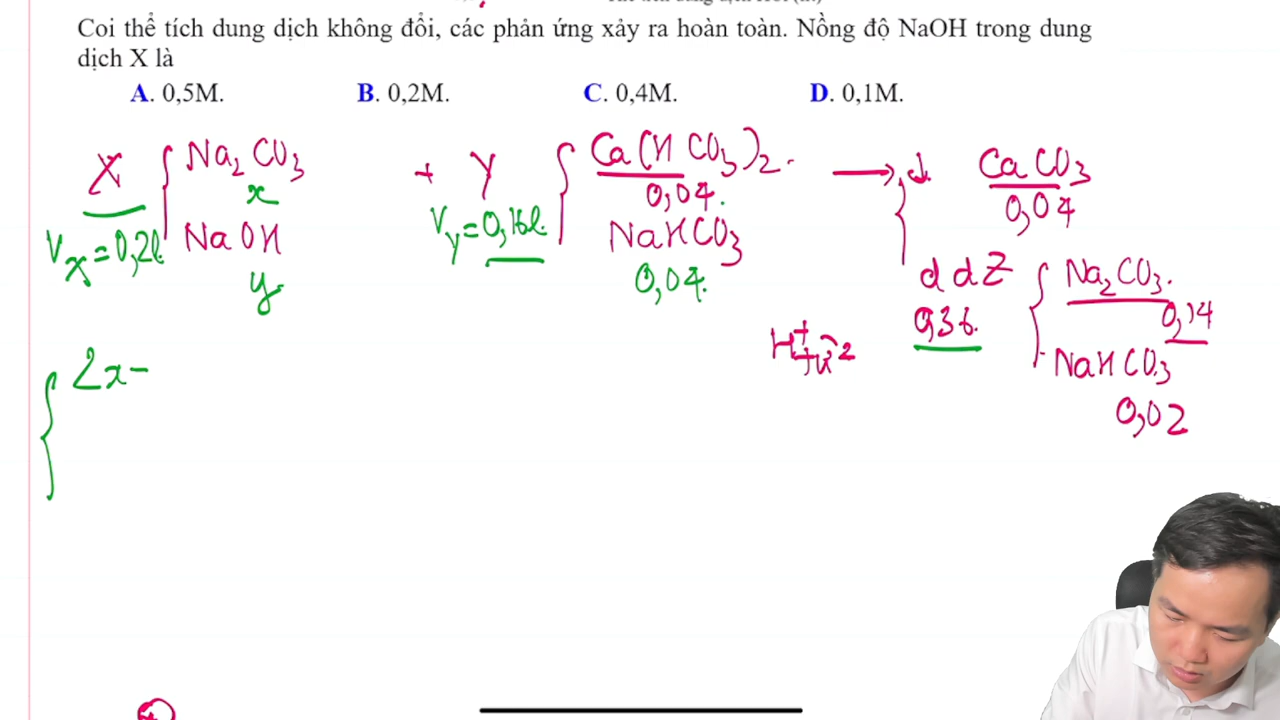 Coi thể tích dung dịch không đổi, các phản ứng xảy ra hoàn toàn. Nồng độ NaOH trong dung
dịch X là
A. 0,5M. B. 0,2M. C. 0,4M. D. 0,1M.
X { Na₂CO₃ + Y { Ca(HCO₃)₂. → ↓ CaCO₃
x 0,04. 0,04
Vₓ = 0,2l NaOH V_y = 0,16l. NaHCO₃
y 0,04. ddZ { Na₂CO₃.
0,36. 0,14
NaHCO₃
0,02
{ 2x